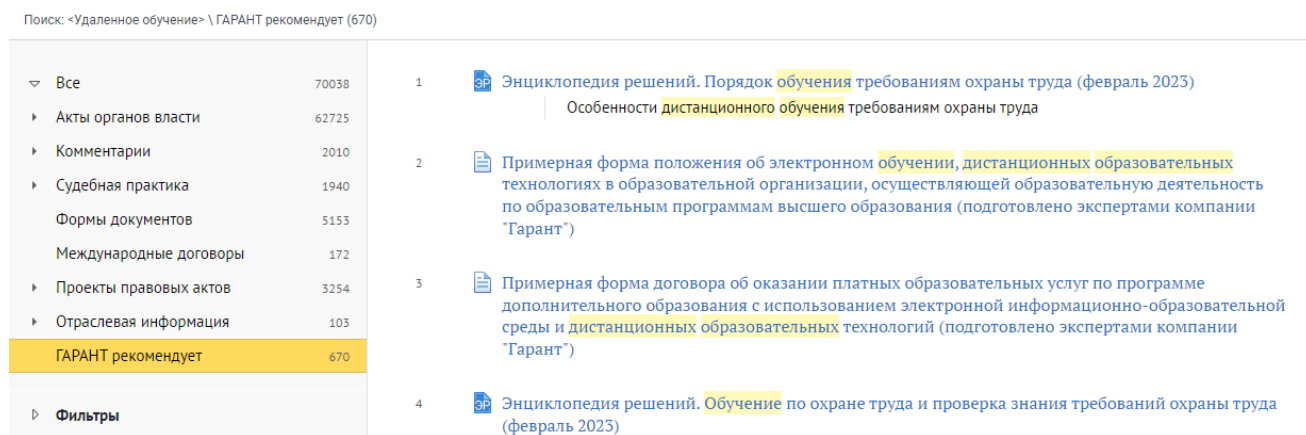 Поиск: <Удаленное обучение> \ ГАРАНТ рекомендует (670)
Все 70038
Акты органов власти 62725
Комментарии 2010
Судебная практика 1940
Формы документов 5153
Международные договоры 172
Проекты правовых актов 3254
Отраслевая информация 103
ГАРАНТ рекомендует 670
Фильтры
1 ЭР Энциклопедия решений. Порядок обучения требованиям охраны труда (февраль 2023)
Особенности дистанционного обучения требованиям охраны труда
2 Примерная форма положения об электронном обучении, дистанционных образовательных
технологиях в образовательной организации, осуществляющей образовательную деятельность
по образовательным программам высшего образования (подготовлено экспертами компании
"Гарант")
3 Примерная форма договора об оказании платных образовательных услуг по программе
дополнительного образования с использованием электронной информационно-образовательной
среды и дистанционных образовательных технологий (подготовлено экспертами компании
"Гарант")
4 ЭР Энциклопедия решений. Обучение по охране труда и проверка знания требований охраны труда
(февраль 2023)